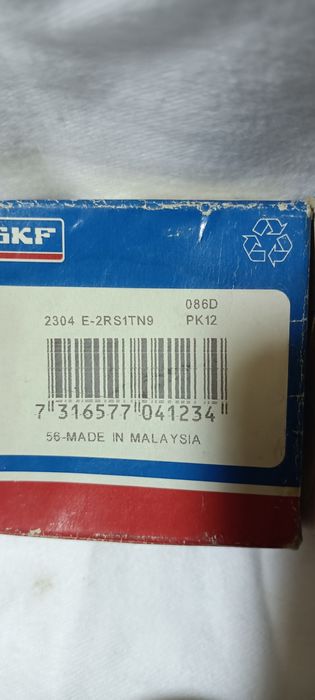 SKF
086D
2304 E-2RS1TN9 PK12
7 316577 041234
56-MADE IN MALAYSIA